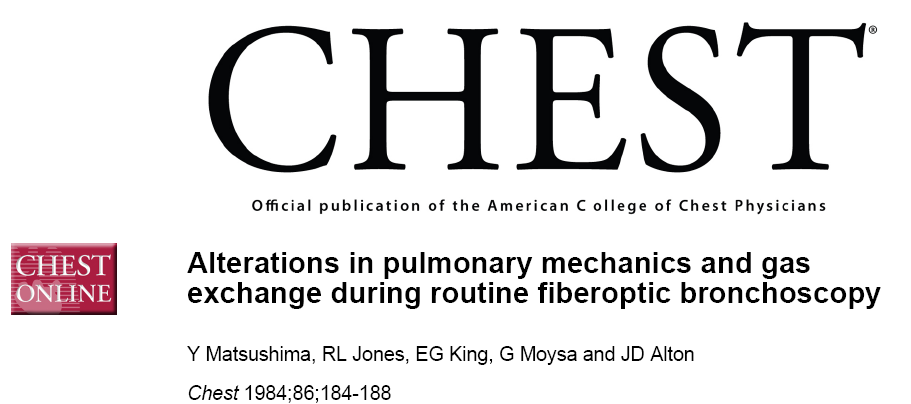 CHEST®
Official publication of the American C ollege of Chest Physicians
CHEST
ONLINE
Alterations in pulmonary mechanics and gas
exchange during routine fiberoptic bronchoscopy
Y Matsushima, RL Jones, EG King, G Moysa and JD Alton
Chest 1984;86;184-188